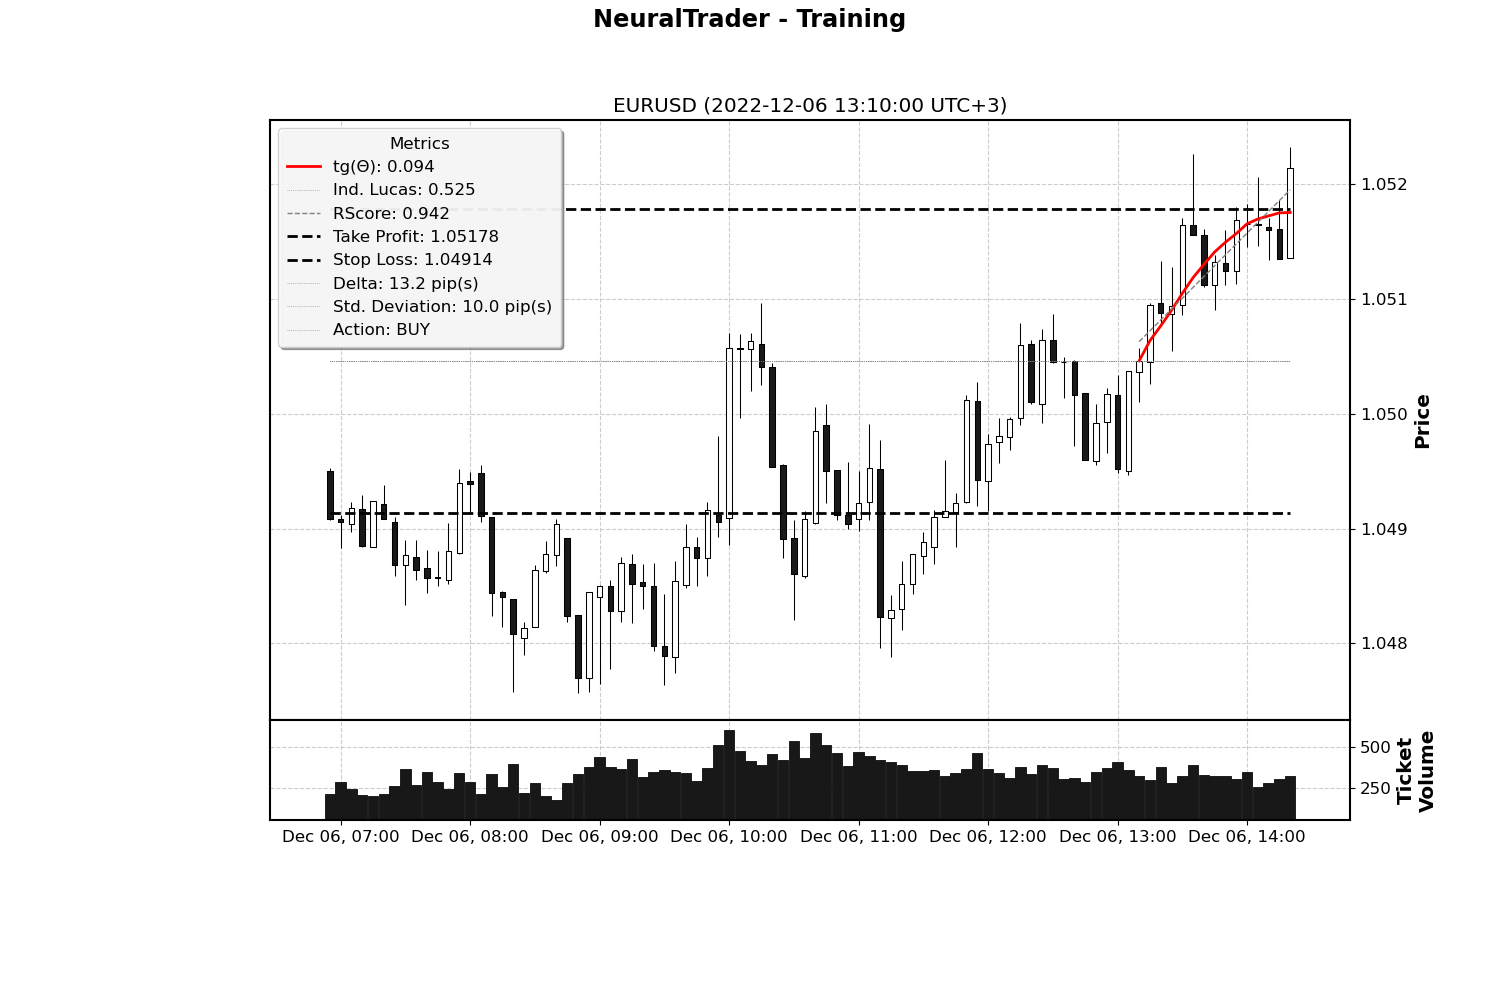 NeuralTrader - Training
EURUSD (2022-12-06 13:10:00 UTC+3)
Metrics
tg(Θ): 0.094
Ind. Lucas: 0.525
RScore: 0.942
Take Profit: 1.05178
Stop Loss: 1.04914
Delta: 13.2 pip(s)
Std. Deviation: 10.0 pip(s)
Action: BUY
1.052
1.051
1.050
1.049
1.048
Price
500
250
Ticket
Volume
Dec 06, 07:00
Dec 06, 08:00
Dec 06, 09:00
Dec 06, 10:00
Dec 06, 11:00
Dec 06, 12:00
Dec 06, 13:00
Dec 06, 14:00